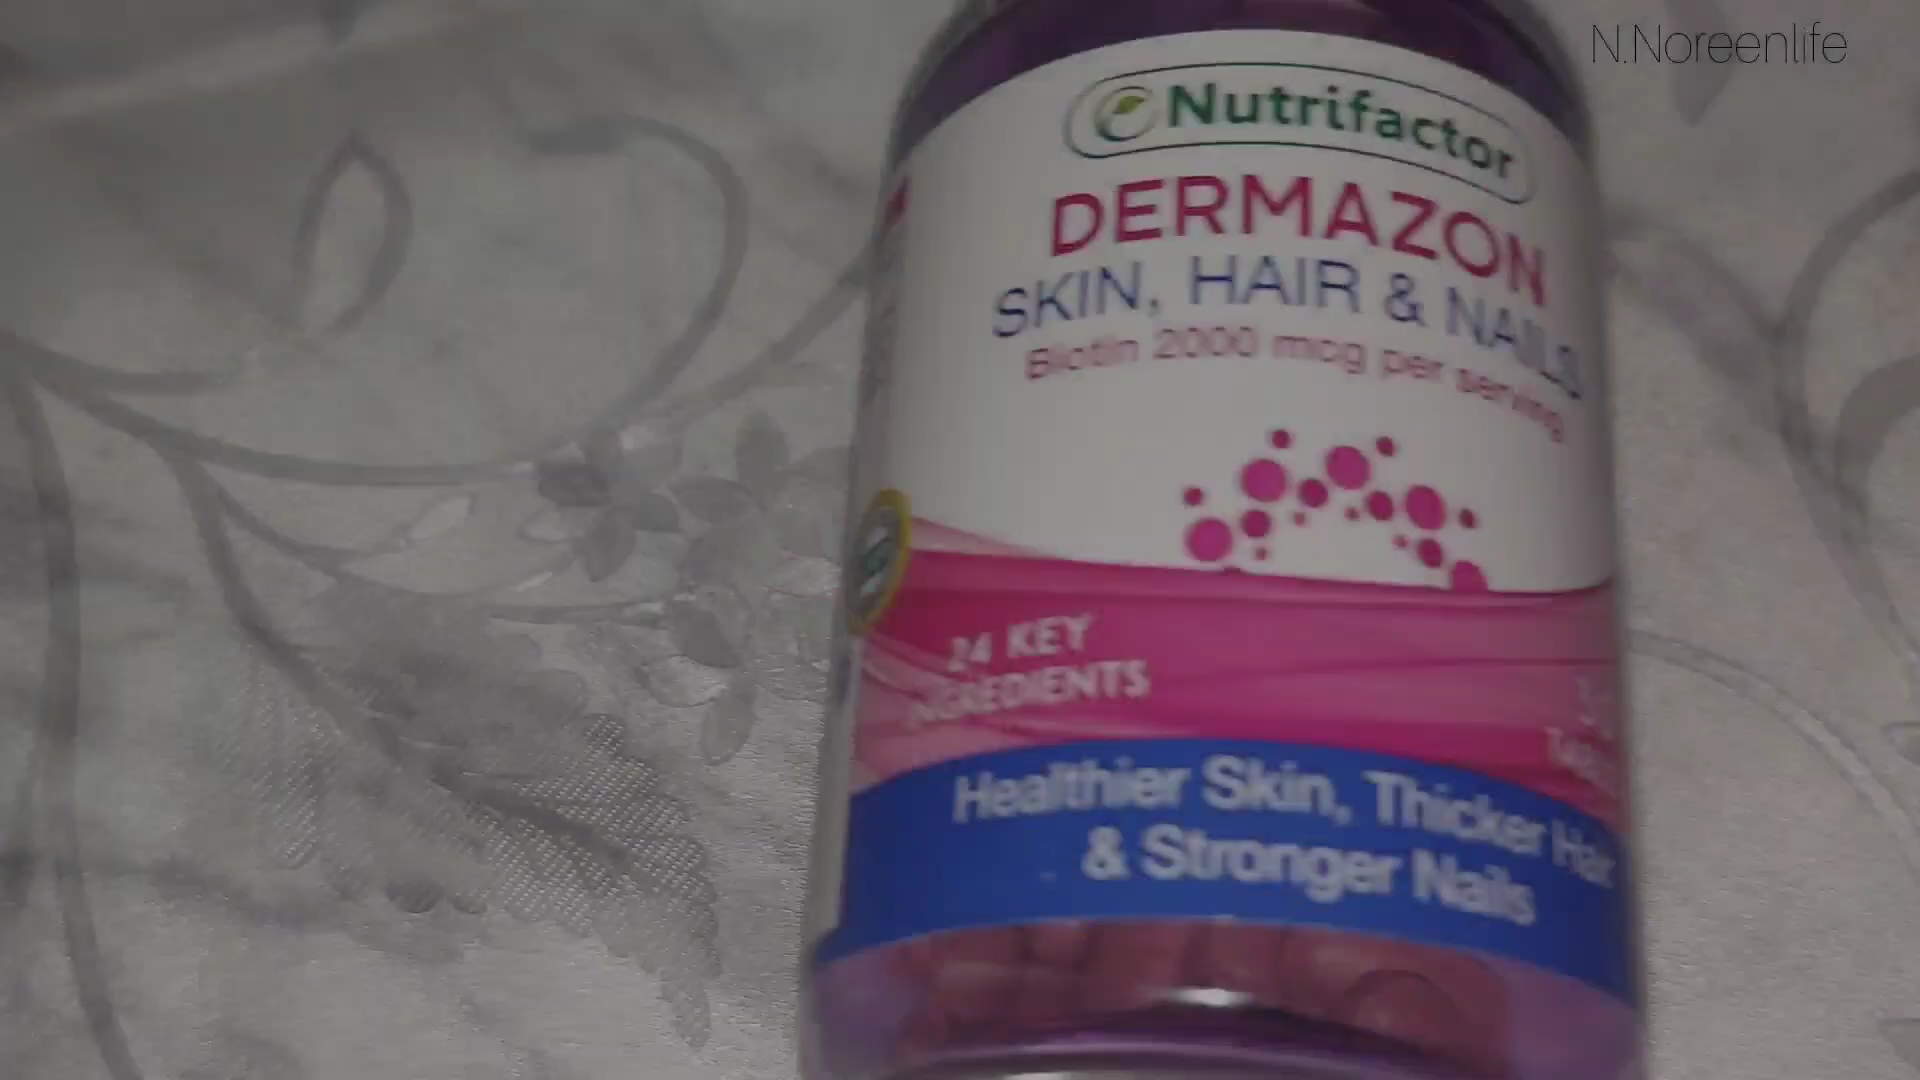 N.Noreenlife
Nutrifactor
DERMAZON
SKIN, HAIR & NAILS
Biotin 2000 mcg per serving
24 KEY
INGREDIENTS
Healthier Skin, Thicker Hair
& Stronger Nails